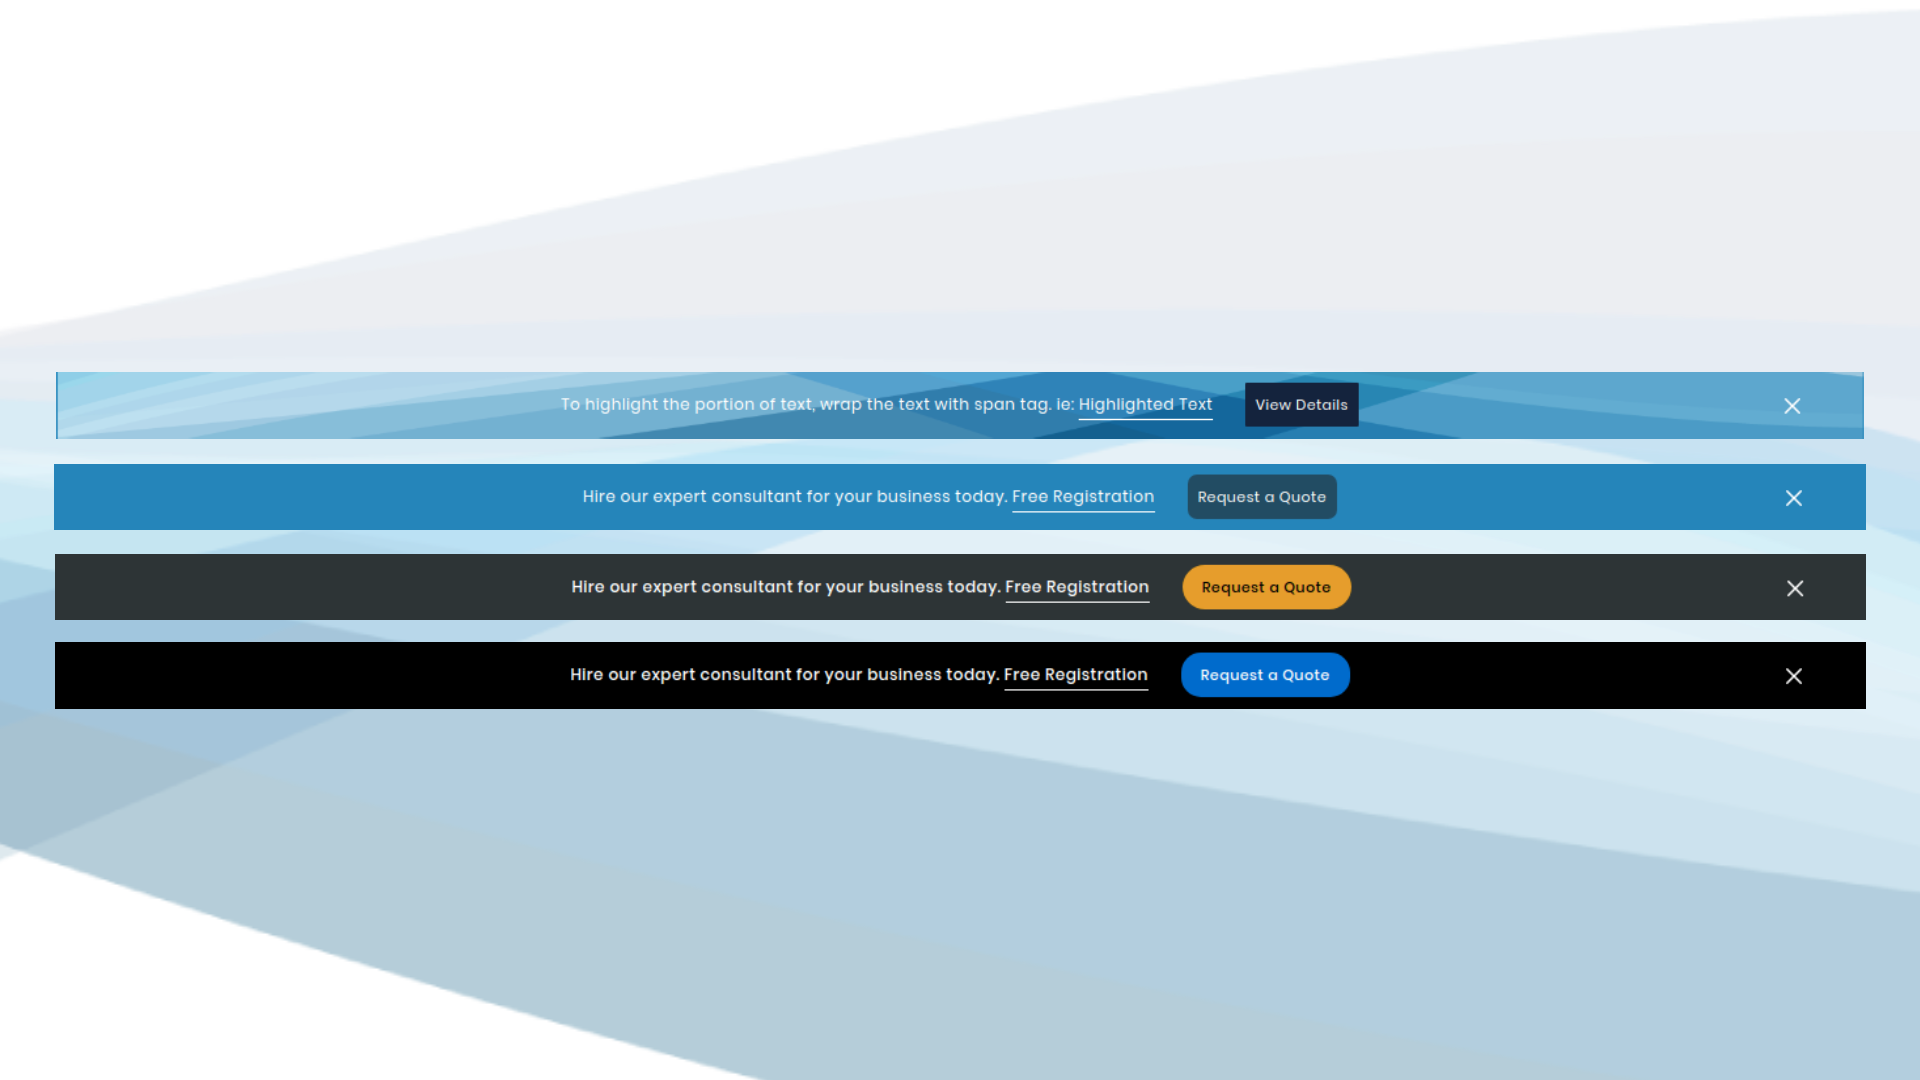 To highlight the portion of text, wrap the text with span tag. ie: Highlighted Text View Details
Hire our expert consultant for your business today. Free Registration Request a Quote
Hire our expert consultant for your business today. Free Registration Request a Quote
Hire our expert consultant for your business today. Free Registration Request a Quote